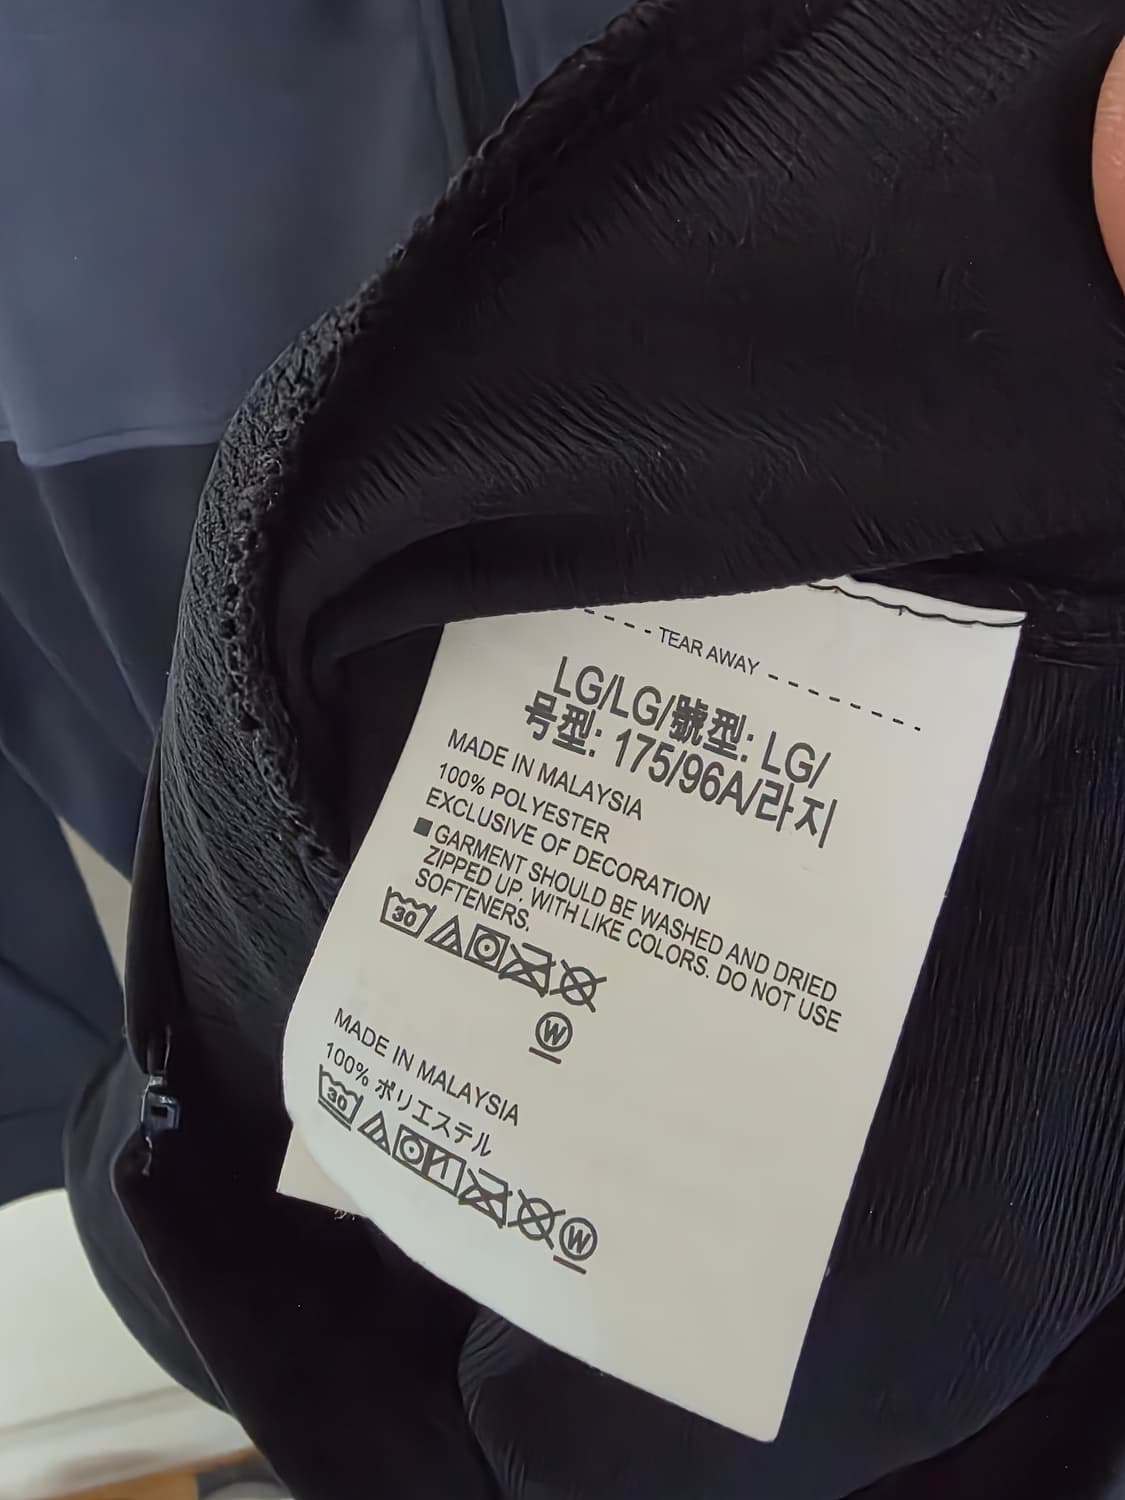 TEAR AWAY
LG/LG/號型: LG/
号型: 175/96A/라지
MADE IN MALAYSIA
100% POLYESTER
EXCLUSIVE OF DECORATION
GARMENT SHOULD BE WASHED AND DRIED
ZIPPED UP, WITH LIKE COLORS. DO NOT USE
SOFTENERS.
30
W
MADE IN MALAYSIA
100% ポリエステル
30
W